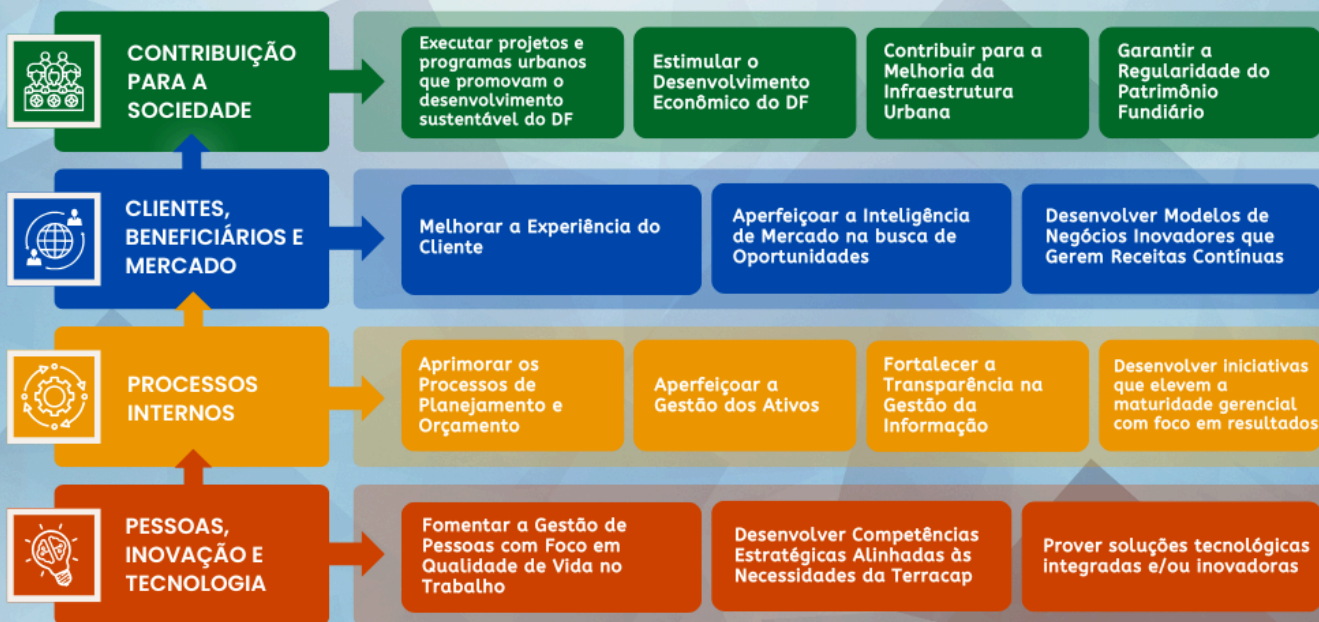 CONTRIBUIÇÃO
PARA A
SOCIEDADE
Executar projetos e
programas urbanos
que promovam o
desenvolvimento
sustentável do DF
Estimular o
Desenvolvimento
Econômico do DF
Contribuir para a
Melhoria da
Infraestrutura
Urbana
Garantir a
Regularidade do
Patrimônio
Fundiário
CLIENTES,
BENEFICIÁRIOS E
MERCADO
Melhorar a Experiência do
Cliente
Aperfeiçoar a Inteligência
de Mercado na busca de
Oportunidades
Desenvolver Modelos de
Negócios Inovadores que
Gerem Receitas Contínuas
PROCESSOS
INTERNOS
Aprimorar os
Processos de
Planejamento e
Orçamento
Aperfeiçoar a
Gestão dos Ativos
Fortalecer a
Transparência na
Gestão da
Informação
Desenvolver iniciativas
que elevem a
maturidade gerencial
com foco em resultados
PESSOAS,
INOVAÇÃO E
TECNOLOGIA
Fomentar a Gestão de
Pessoas com Foco em
Qualidade de Vida no
Trabalho
Desenvolver Competências
Estratégicas Alinhadas às
Necessidades da Terracap
Prover soluções tecnológicas
integradas e/ou inovadoras